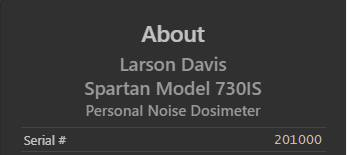 About
Larson Davis
Spartan Model 730IS
Personal Noise Dosimeter
Serial # 201000